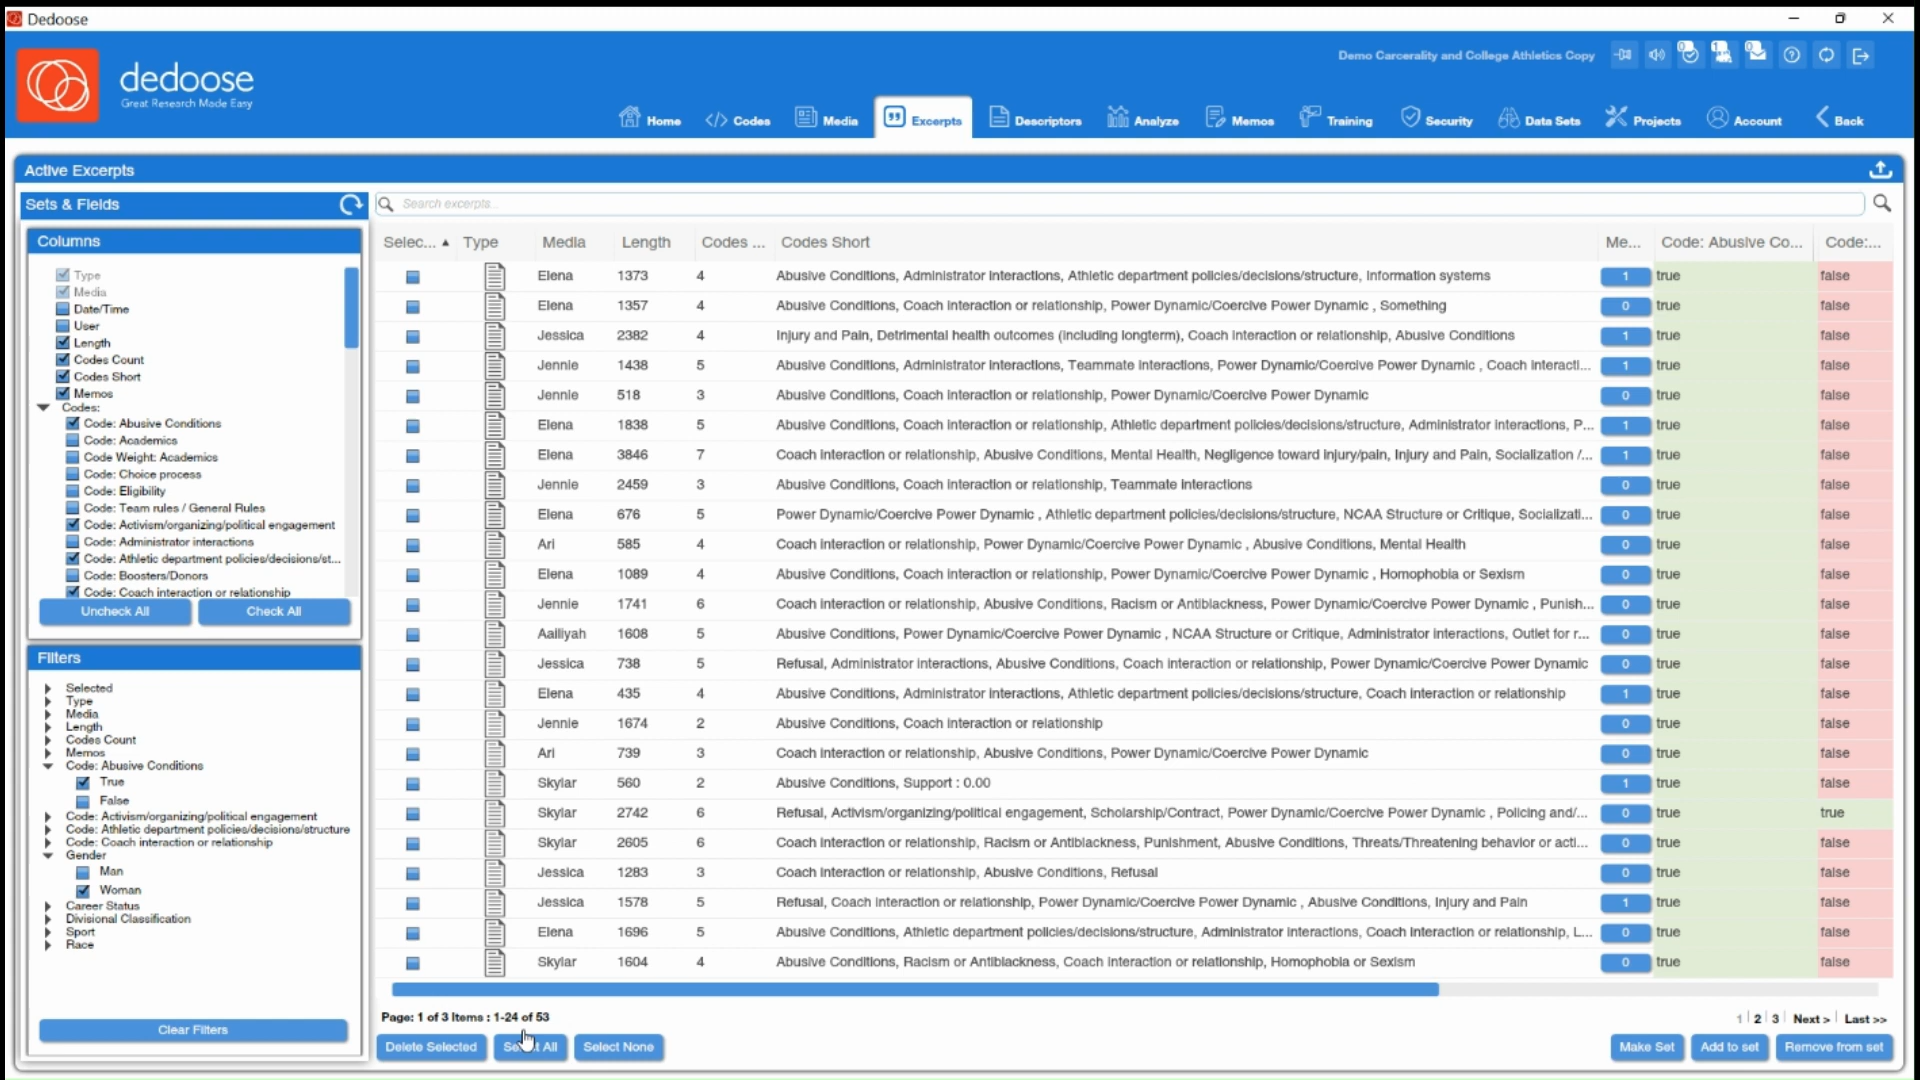 Dedoose
dedoose
Great Research Made Easy
Demo Carcerality and College Athletics Copy
Home Codes Media Excerpts Descriptors Analyze Memos Training Security Data Sets Projects Account Back
Active Excerpts
Sets & Fields
Search excerpts...
Columns
Type
Media
Date/Time
User
Length
Codes Count
Codes Short
Memos
Codes:
Code: Abusive Conditions
Code: Academics
Code Weight: Academics
Code: Choice process
Code: Eligibility
Code: Team rules / General Rules
Code: Activism/organizing/political engagement
Code: Administrator interactions
Code: Athletic department policies/decisions/st...
Code: Boosters/Donors
Code: Coach interaction or relationship
Uncheck All Check All
Filters
Selected
Type
Media
Length
Codes Count
Memos
Code: Abusive Conditions
True
False
Code: Activism/organizing/political engagement
Code: Athletic department policies/decisions/structure
Code: Coach interaction or relationship
Gender
Man
Woman
Career Status
Divisional Classification
Sport
Race
Clear Filters
Selec... Type Media Length Codes ... Codes Short Me... Code: Abusive Co... Code:...
Elena 1373 4 Abusive Conditions, Administrator interactions, Athletic department policies/decisions/structure, Information systems 1 true false
Elena 1357 4 Abusive Conditions, Coach interaction or relationship, Power Dynamic/Coercive Power Dynamic , Something 0 true false
Jessica 2382 4 Injury and Pain, Detrimental health outcomes (including longterm), Coach interaction or relationship, Abusive Conditions 1 true false
Jennie 1438 5 Abusive Conditions, Administrator interactions, Teammate interactions, Power Dynamic/Coercive Power Dynamic , Coach interacti... 1 true false
Jennie 518 3 Abusive Conditions, Coach interaction or relationship, Power Dynamic/Coercive Power Dynamic 0 true false
Elena 1838 5 Abusive Conditions, Coach interaction or relationship, Athletic department policies/decisions/structure, Administrator interactions, P... 1 true false
Elena 3846 7 Coach interaction or relationship, Abusive Conditions, Mental Health, Negligence toward injury/pain, Injury and Pain, Socialization /... 1 true false
Jennie 2459 3 Abusive Conditions, Coach interaction or relationship, Teammate interactions 0 true false
Elena 676 5 Power Dynamic/Coercive Power Dynamic , Athletic department policies/decisions/structure, NCAA Structure or Critique, Socializati... 0 true false
Ari 585 4 Coach interaction or relationship, Power Dynamic/Coercive Power Dynamic , Abusive Conditions, Mental Health 0 true false
Elena 1089 4 Abusive Conditions, Coach interaction or relationship, Power Dynamic/Coercive Power Dynamic , Homophobia or Sexism 0 true false
Jennie 1741 6 Coach interaction or relationship, Abusive Conditions, Racism or Antiblackness, Power Dynamic/Coercive Power Dynamic , Punish... 0 true false
Aailiyah 1608 5 Abusive Conditions, Power Dynamic/Coercive Power Dynamic , NCAA Structure or Critique, Administrator interactions, Outlet for r... 0 true false
Jessica 738 5 Refusal, Administrator interactions, Abusive Conditions, Coach interaction or relationship, Power Dynamic/Coercive Power Dynamic 0 true false
Elena 435 4 Abusive Conditions, Administrator interactions, Athletic department policies/decisions/structure, Coach interaction or relationship 1 true false
Jennie 1674 2 Abusive Conditions, Coach interaction or relationship 0 true false
Ari 739 3 Coach interaction or relationship, Abusive Conditions, Power Dynamic/Coercive Power Dynamic 0 true false
Skylar 560 2 Abusive Conditions, Support : 0.00 1 true false
Skylar 2742 6 Refusal, Activism/organizing/political engagement, Scholarship/Contract, Power Dynamic/Coercive Power Dynamic , Policing and/... 0 true true
Skylar 2605 6 Coach interaction or relationship, Racism or Antiblackness, Punishment, Abusive Conditions, Threats/Threatening behavior or acti... 0 true false
Jessica 1283 3 Coach interaction or relationship, Abusive Conditions, Refusal 0 true false
Jessica 1578 5 Refusal, Coach interaction or relationship, Power Dynamic/Coercive Power Dynamic , Abusive Conditions, Injury and Pain 1 true false
Elena 1696 5 Abusive Conditions, Athletic department policies/decisions/structure, Administrator interactions, Coach interaction or relationship, L... 0 true false
Skylar 1604 4 Abusive Conditions, Racism or Antiblackness, Coach interaction or relationship, Homophobia or Sexism 0 true false
Page: 1 of 3 Items : 1-24 of 53
1 2 3 Next > Last >>
Delete Selected Select All Select None
Make Set Add to set Remove from set